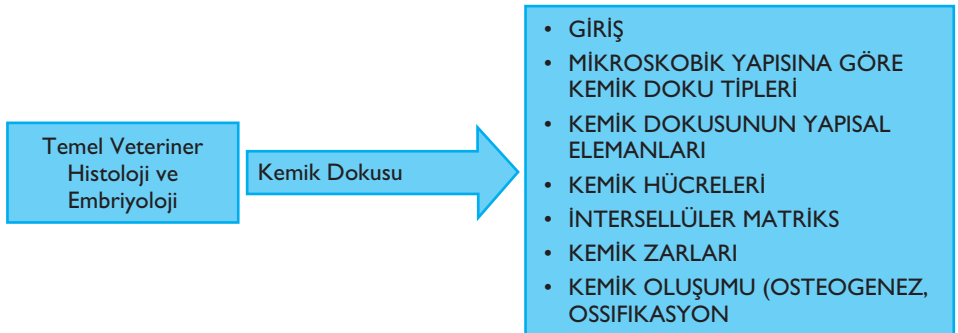 Temel Veteriner
Histoloji ve
Embriyoloji
Kemik Dokusu
• GİRİŞ
• MİKROSKOBİK YAPISINA GÖRE
KEMİK DOKU TİPLERİ
• KEMİK DOKUSUNUN YAPISAL
ELEMANLARI
• KEMİK HÜCRELERİ
• İNTERSELLÜLER MATRİKS
• KEMİK ZARLARI
• KEMİK OLUŞUMU (OSTEOGENEZ,
OSSIFIKASYON